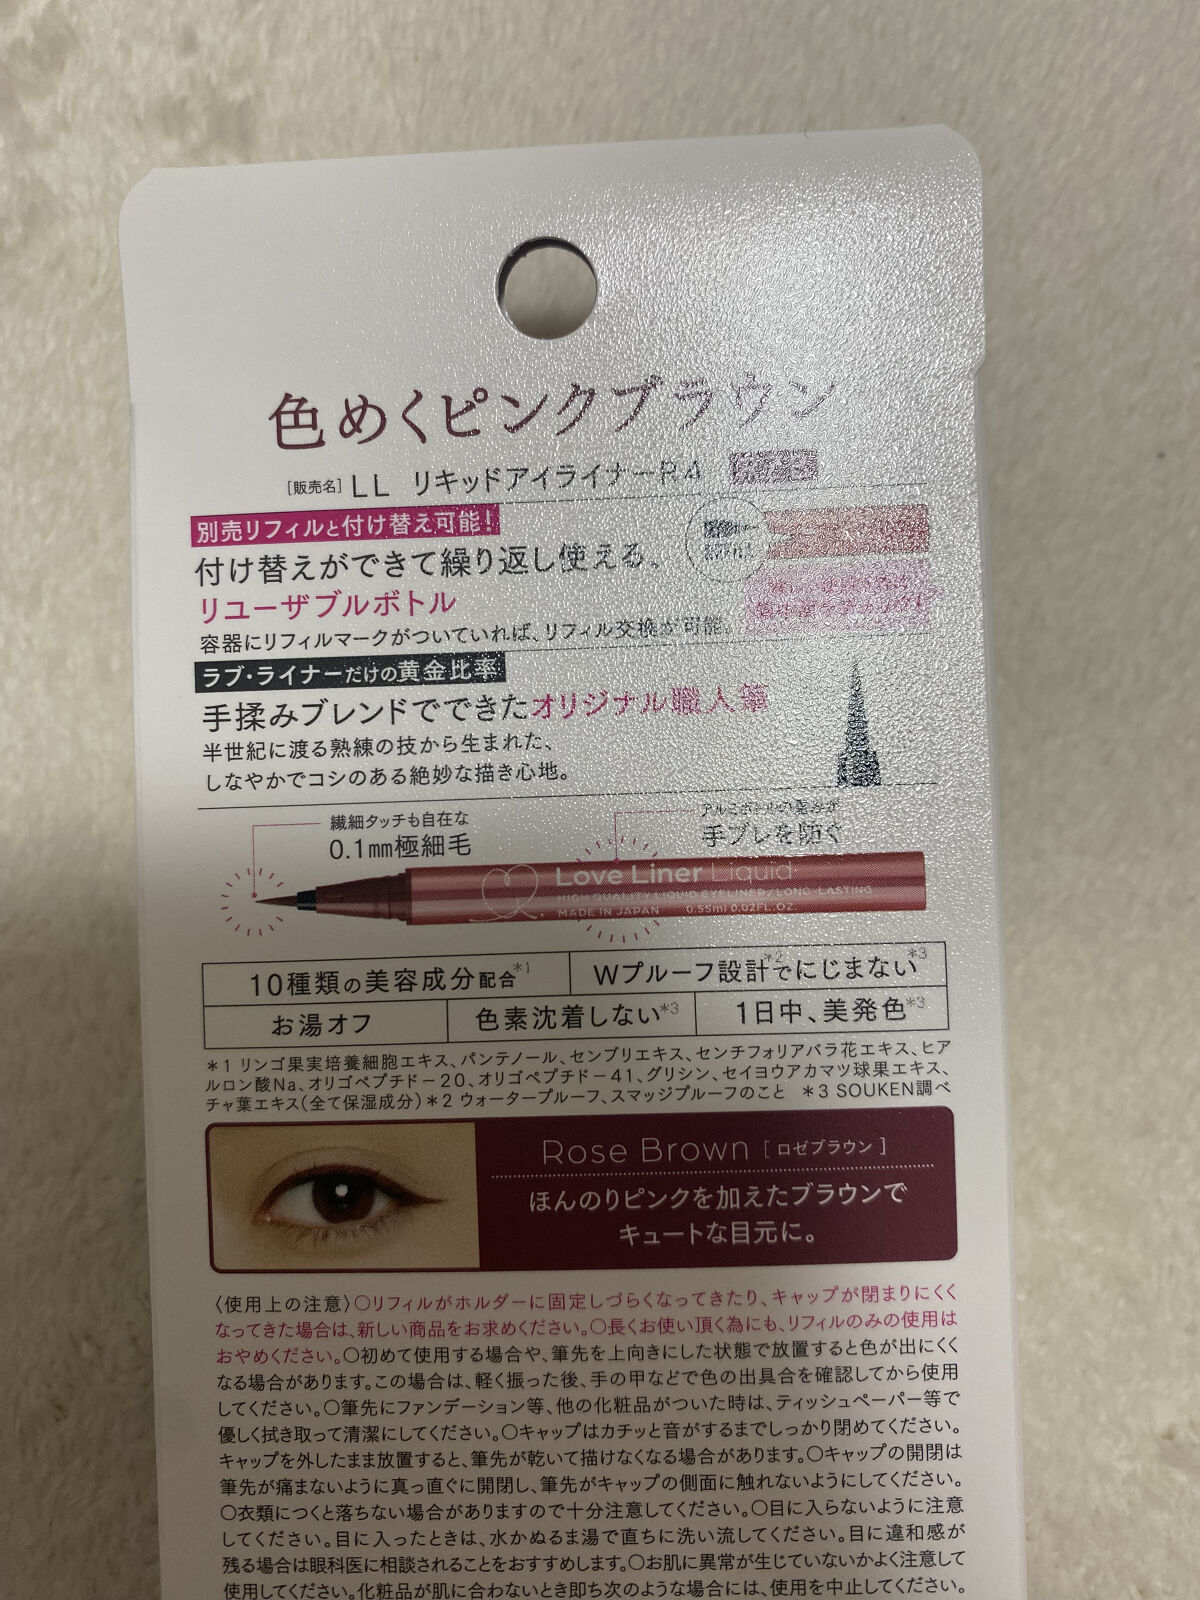 色めくピンクブラウン
[販売名] LL リキッドアイライナーR4
別売リフィルと付け替え可能!
付け替えができて繰り返し使える、
リユーザブルボトル
容器にリフィルマークがついていれば、リフィル交換が可能。
ラブ・ライナーだけの黄金比率
手揉みブレンドでできたオリジナル職人筆
半世紀に渡る熟練の技から生まれた、
しなやかでコシのある絶妙な描き心地。
繊細タッチも自在な
0.1mm極細毛
アルミボトルの重みが
手ブレを防ぐ
Love Liner Liquid
HIGH QUALITY LIQUID EYELINER/LONG-LASTING
MADE IN JAPAN 0.55ml 0.02FL.OZ.
10種類の美容成分配合*1
Wプルーフ設計*2でにじまない*3
お湯オフ
色素沈着しない*3
1日中、美発色*3
*1 リンゴ果実培養細胞エキス、パンテノール、センブリエキス、センチフォリアバラ花エキス、ヒア
ルロン酸Na、オリゴペプチド－20、オリゴペプチド－41、グリシン、セイヨウアカマツ球果エキス、
チャ葉エキス(全て保湿成分)*2 ウォータープルーフ、スマッジプルーフのこと *3 SOUKEN調べ
Rose Brown [ ロゼブラウン ]
ほんのりピンクを加えたブラウンで
キュートな目元に。
〈使用上の注意〉○リフィルがホルダーに固定しづらくなってきたり、キャップが閉まりにくく
なってきた場合は、新しい商品をお求めください。○長くお使い頂く為にも、リフィルのみの使用は
おやめください。○初めて使用する場合や、筆先を上向きにした状態で放置すると色が出にくく
なる場合があります。この場合は、軽く振った後、手の甲などで色の出具合を確認してから使用
してください。○筆先にファンデーション等、他の化粧品がついた時は、ティッシュペーパー等で
優しく拭き取って清潔にしてください。○キャップはカチッと音がするまでしっかり閉めてください。
キャップを外したまま放置すると、筆先が乾いて描けなくなる場合があります。○キャップの開閉は
筆先が痛まないように真っ直ぐに開閉し、筆先がキャップの側面に触れないようにしてください。
○衣類につくと落ちない場合がありますので十分注意してください。○目に入らないように注意
してください。目に入ったときは、水かぬるま湯で直ちに洗い流してください。目に違和感が
残る場合は眼科医に相談されることをおすすめします。○お肌に異常が生じていないかよく注意して
使用してください。化粧品が肌に合わないとき即ち次のような場合には、使用を中止してください。